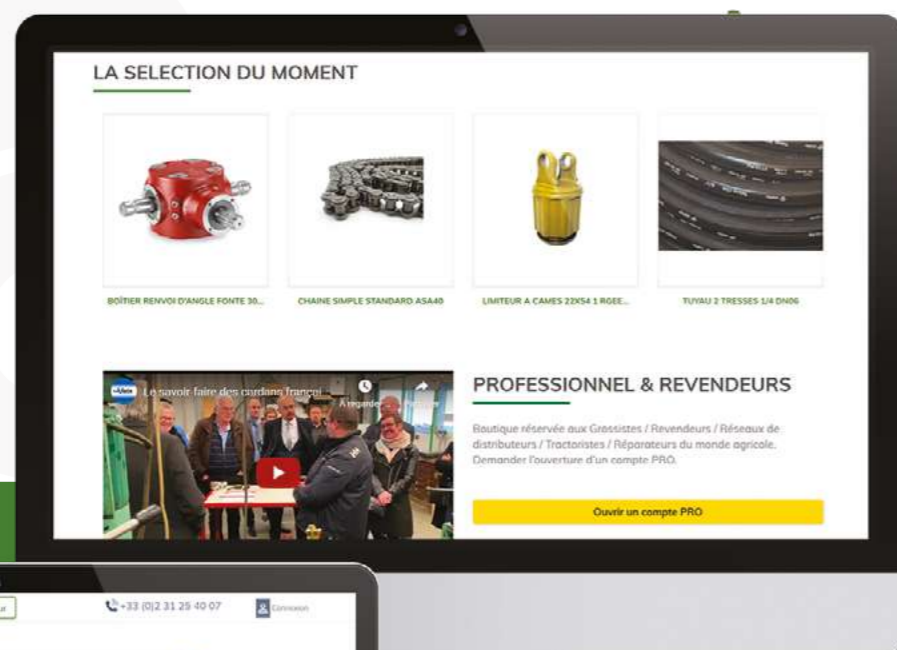 LA SELECTION DU MOMENT
BOÎTIER RENVOI D'ANGLE FONTE 30...
CHAINE SIMPLE STANDARD ASA40
LIMITEUR A CAMES 22X54 1 RGEE...
TUYAU 2 TRESSES 1/4 DN06
Le savoir faire des cardans françai
A regarder
PROFESSIONNEL & REVENDEURS
Boutique réservée aux Grossistes / Revendeurs / Réseaux de
distributeurs / Tractoristes / Réparateurs du monde agricole.
Demander l'ouverture d'un compte PRO.
Ouvrir un compte PRO
+33 (0)2 31 25 40 07
Connexion